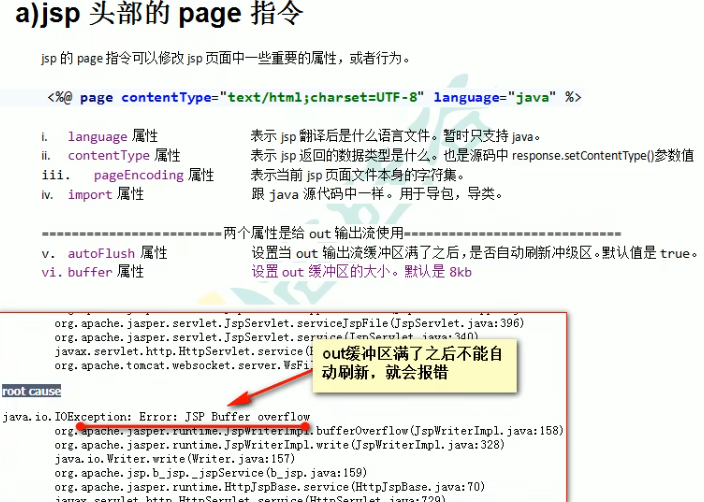 a)jsp 头部的 page 指令
jsp 的 page 指令可以修改 jsp 页面中一些重要的属性，或者行为。
<%@ page contentType="text/html;charset=UTF-8" language="java" %>
i. language 属性 表示 jsp 翻译后是什么语言文件。暂时只支持 java。
ii. contentType 属性 表示 jsp 返回的数据类型是什么。也是源码中 response.setContentType()参数值
iii. pageEncoding 属性 表示当前 jsp 页面文件本身的字符集。
iv. import 属性 跟 java 源代码中一样。用于导包，导类。
========================两个属性是给 out 输出流使用=============================
v. autoFlush 属性 设置当 out 输出流缓冲区满了之后，是否自动刷新冲级区。默认值是 true。
vi. buffer 属性 设置 out 缓冲区的大小。默认是 8kb
org.apache.jasper.servlet.JspServlet.serviceJspFile(JspServlet.java:396)
org.apache.jasper.servlet.JspServlet.service(JspServlet.java:340)
javax.servlet.http.HttpServlet.service(
org.apache.tomcat.websocket.server.WsFi
out缓冲区满了之后不能自
动刷新，就会报错
root cause
java.io.IOException: Error: JSP Buffer overflow
org.apache.jasper.runtime.JspWriterImpl.bufferOverflow(JspWriterImpl.java:158)
org.apache.jasper.runtime.JspWriterImpl.write(JspWriterImpl.java:328)
java.io.Writer.write(Writer.java:157)
org.apache.jsp.b_jsp._jspService(b_jsp.java:159)
org.apache.jasper.runtime.HttpJspBase.service(HttpJspBase.java:70)
javax.servlet.http.HttpServlet.service(HttpServlet.java:729)